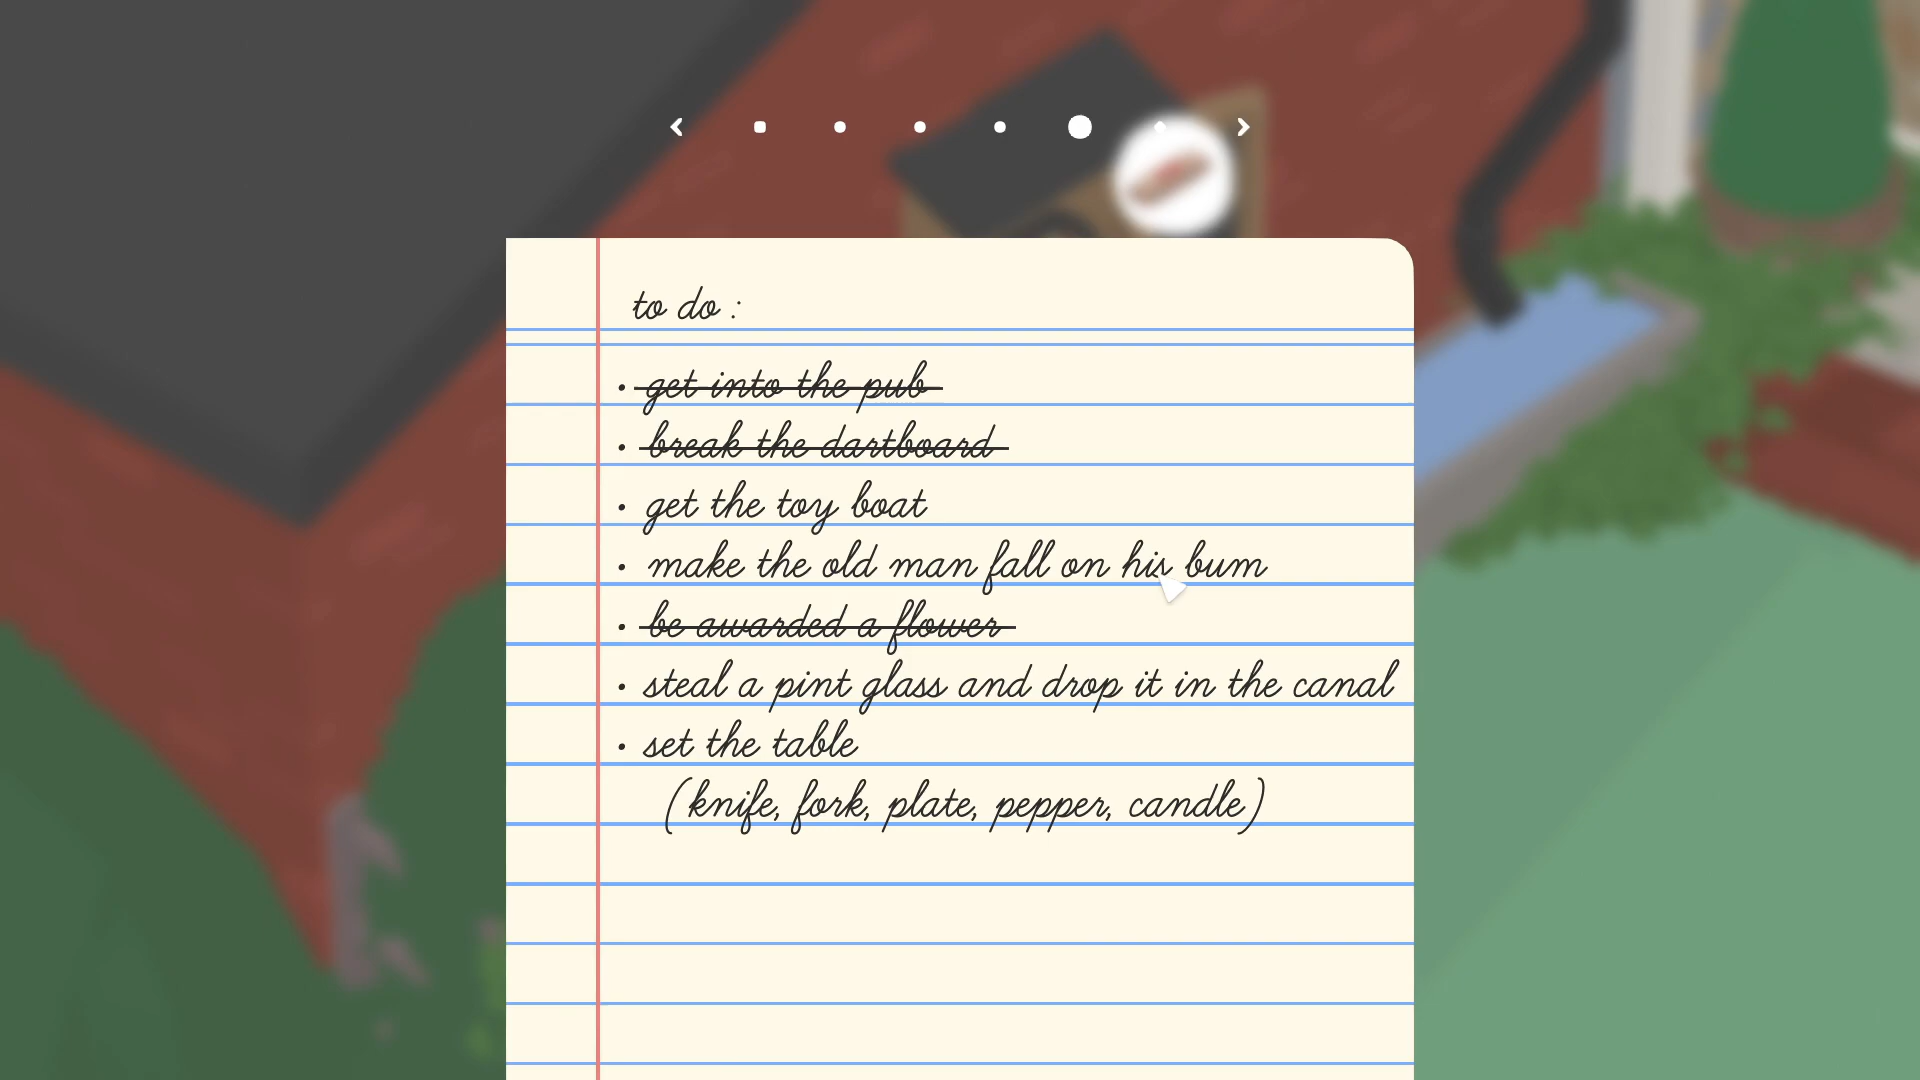 to do :
• get into the pub
• break the dartboard
• get the toy boat
• make the old man fall on his bum
• be awarded a flower
• steal a pint glass and drop it in the canal
• set the table
(knife, fork, plate, pepper, candle)